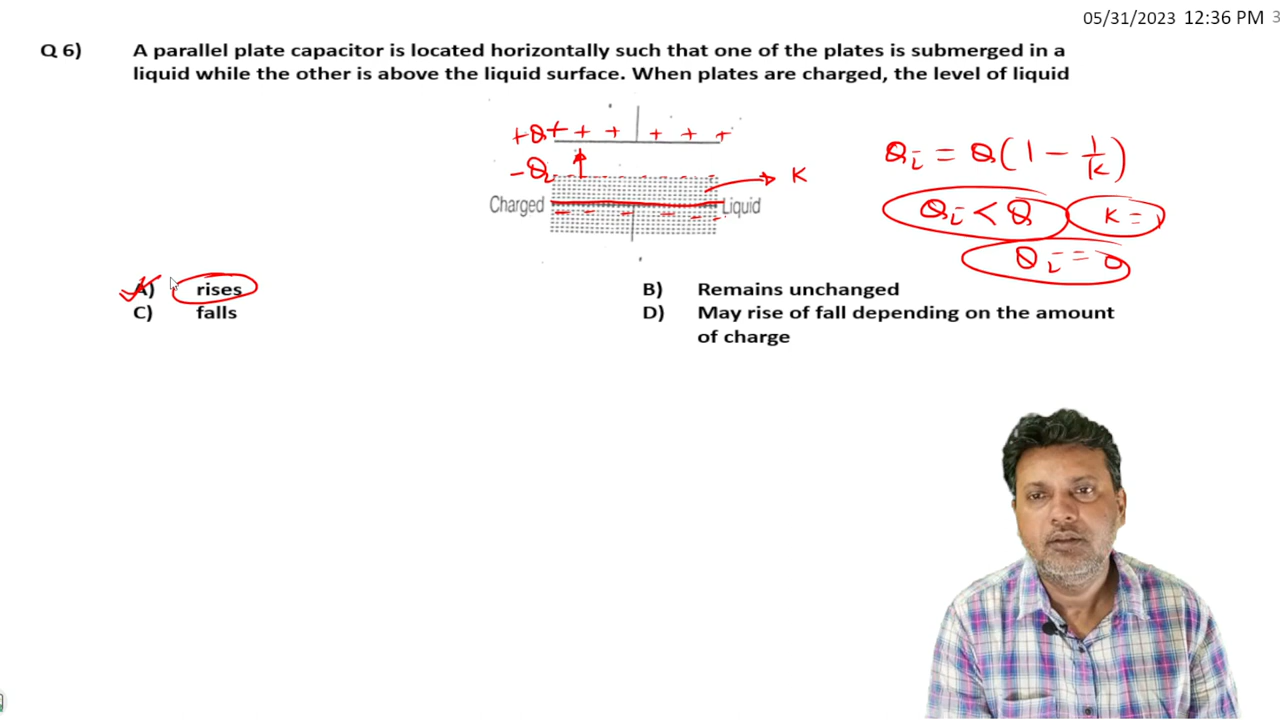 05/31/2023 12:36 PM 3
Q 6) A parallel plate capacitor is located horizontally such that one of the plates is submerged in a
liquid while the other is above the liquid surface. When plates are charged, the level of liquid
+Q + + + + + +
-Qi
K
Charged Liquid
Qi = Q(1 - 1/K)
Qi < Q K = 1
Qi = 0
A) rises B) Remains unchanged
C) falls D) May rise of fall depending on the amount
of charge